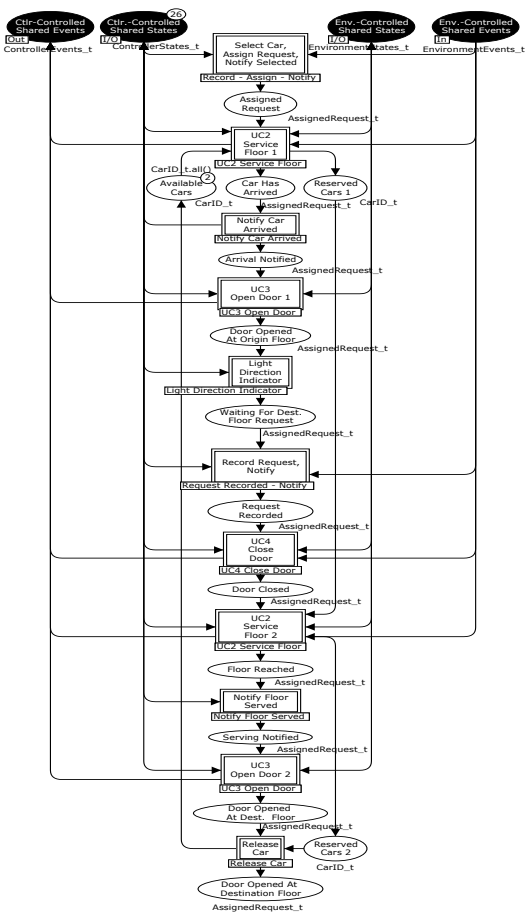 Ctlr-Controlled
Shared Events
Out
ControllerEvents_t
26
Ctlr.-Controlled
Shared States
I/O
ControllerStates_t
Env.-Controlled
Shared States
I/O
EnvironmentStates_t
Env.-Controlled
Shared Events
In
EnvironmentEvents_t
Select Car,
Assign Request,
Notify Selected
Record - Assign - Notify
Assigned
Request
AssignedRequest_t
UC2
Service
Floor 1
UC2 Service Floor
CarID_t.all()
2
Available
Cars
CarID_t
Car Has
Arrived
AssignedRequest_t
Reserved
Cars 1
CarID_t
Notify Car
Arrived
Notify Car Arrived
Arrival Notified
AssignedRequest_t
UC3
Open Door 1
UC3 Open Door
Door Opened
At Origin Floor
AssignedRequest_t
Light
Direction
Indicator
Light Direction Indicator
Waiting For Dest.
Floor Request
AssignedRequest_t
Record Request,
Notify
Request Recorded - Notify
Request
Recorded
AssignedRequest_t
UC4
Close
Door
UC4 Close Door
Door Closed
AssignedRequest_t
UC2
Service
Floor 2
UC2 Service Floor
Floor Reached
AssignedRequest_t
Notify Floor
Served
Notify Floor Served
Serving Notified
AssignedRequest_t
UC3
Open Door 2
UC3 Open Door
Door Opened
At Dest. Floor
AssignedRequest_t
Release
Car
Release Car
Reserved
Cars 2
CarID_t
Door Opened At
Destination Floor
AssignedRequest_t